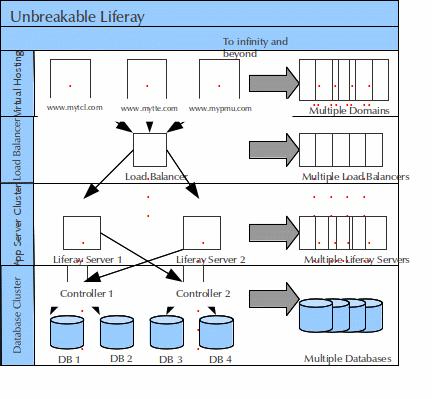 Unbreakable Liferay
To infinity and
beyond
Virtual Hosting
www.mytcl.com
www.mytte.com
www.mypmu.com
Multiple Domains
Load Balancer
Load Balancer
Multiple Load Balancers
App Server Cluster
Liferay Server 1
Liferay Server 2
Multiple Liferay Servers
Database Cluster
Controller 1
Controller 2
DB 1
DB 2
DB 3
DB 4
Multiple Databases